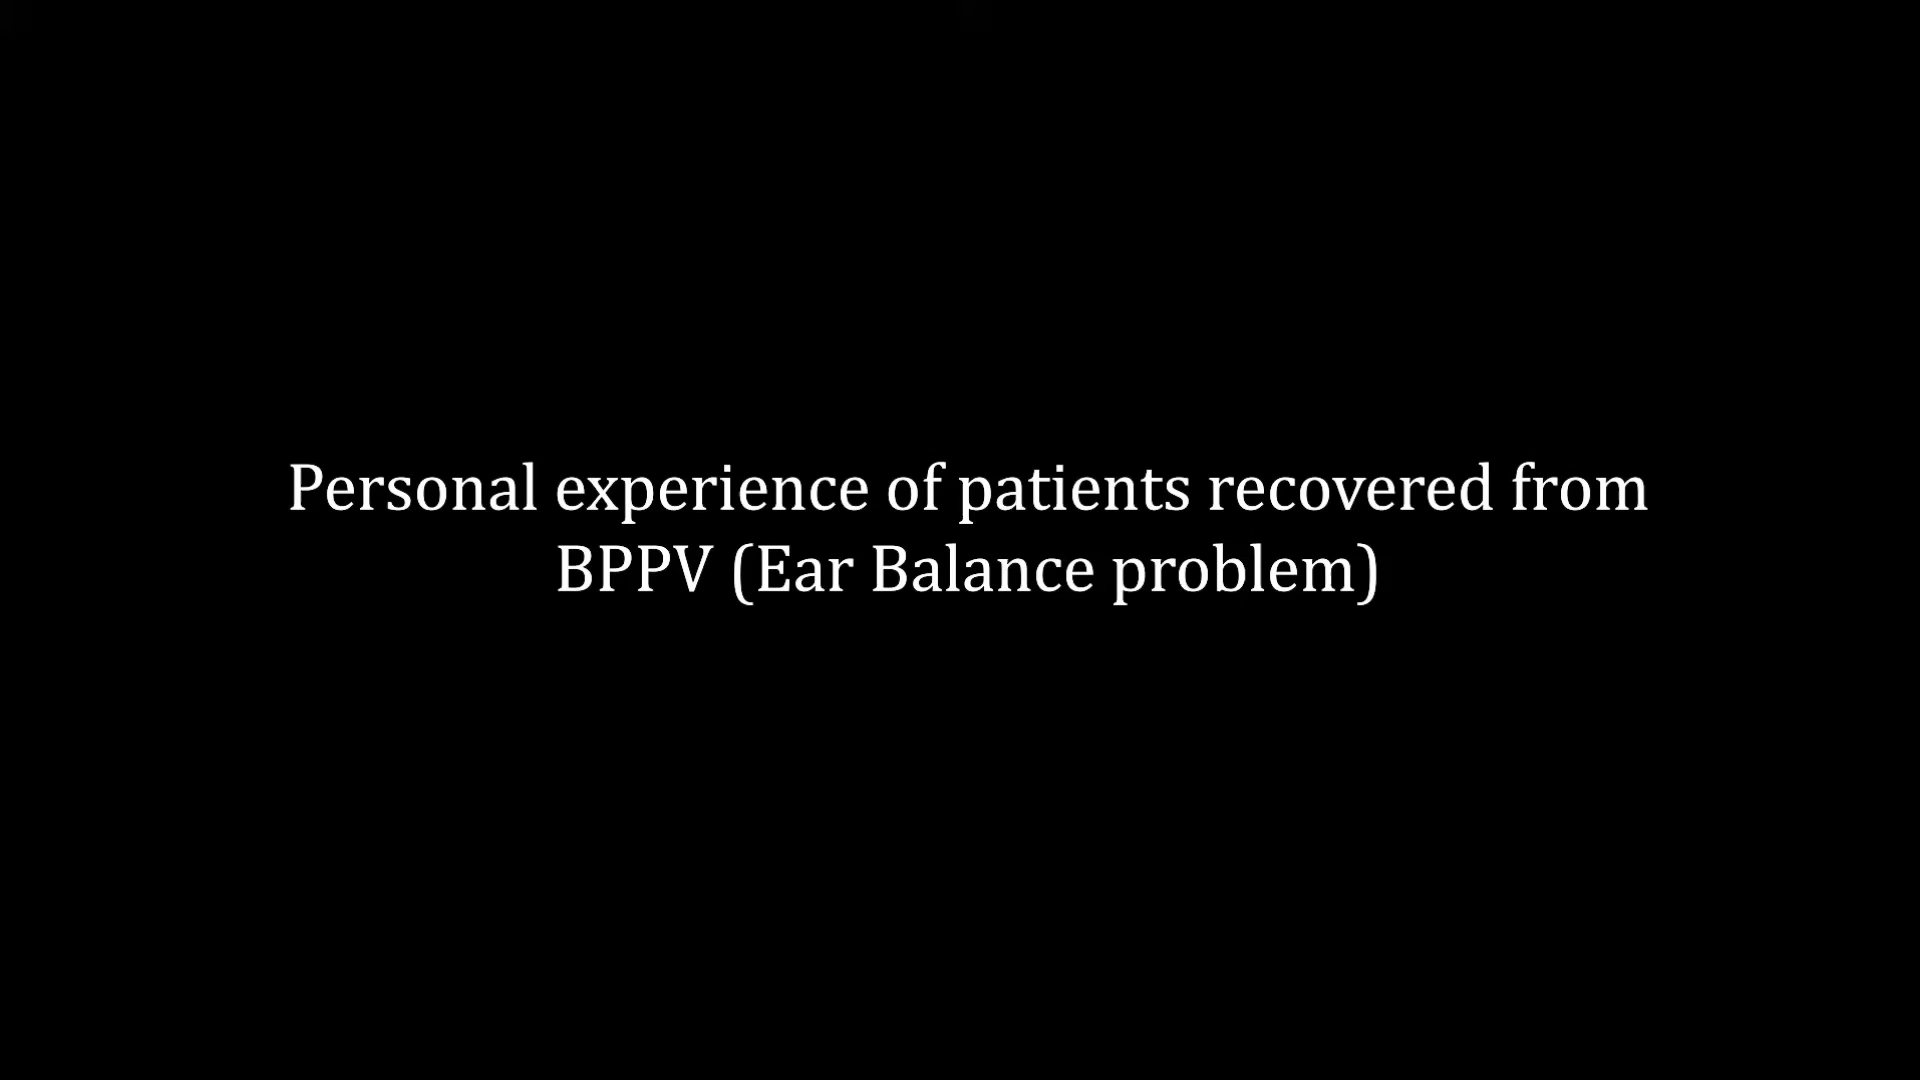 Personal experience of patients recovered from
BPPV (Ear Balance problem)